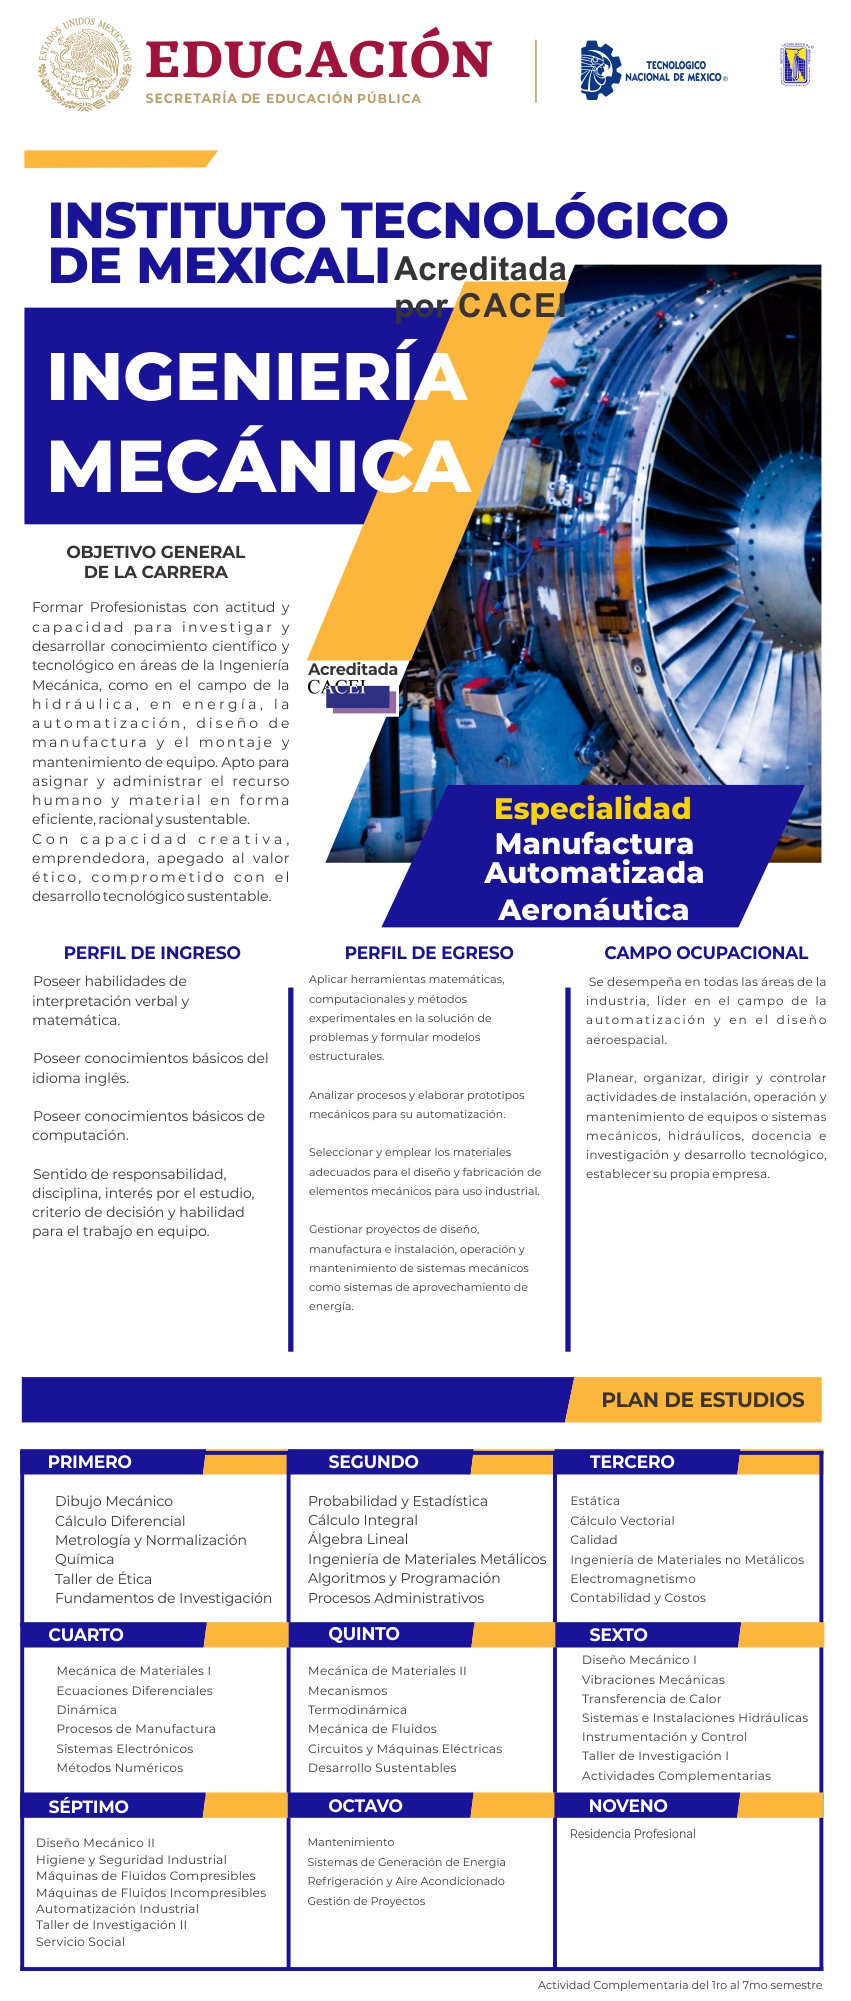 ESTADOS UNIDOS MEXICANOS
EDUCACIÓN
SECRETARÍA DE EDUCACIÓN PÚBLICA
TECNOLÓGICO
NACIONAL DE MÉXICO®
INSTITUTO TECNOLÓGICO
DE MEXICALI
Acreditada
por CACEI
INGENIERÍA
MECÁNICA
OBJETIVO GENERAL
DE LA CARRERA
Formar Profesionistas con actitud y
capacidad para investigar y
desarrollar conocimiento científico y
tecnológico en áreas de la Ingeniería
Mecánica, como en el campo de la
hidráulica, en energía, la
automatización, diseño de
manufactura y el montaje y
mantenimiento de equipo. Apto para
asignar y administrar el recurso
humano y material en forma
eficiente, racional y sustentable.
Con capacidad creativa,
emprendedora, apegado al valor
ético, comprometido con el
desarrollo tecnológico sustentable.
Acreditada
CACEI
Especialidad
Manufactura
Automatizada
Aeronáutica
PERFIL DE INGRESO
Poseer habilidades de
interpretación verbal y
matemática.
Poseer conocimientos básicos del
idioma inglés.
Poseer conocimientos básicos de
computación.
Sentido de responsabilidad,
disciplina, interés por el estudio,
criterio de decisión y habilidad
para el trabajo en equipo.
PERFIL DE EGRESO
Aplicar herramientas matemáticas,
computacionales y métodos
experimentales en la solución de
problemas y formular modelos
estructurales.
Analizar procesos y elaborar prototipos
mecánicos para su automatización.
Seleccionar y emplear los materiales
adecuados para el diseño y fabricación de
elementos mecánicos para uso industrial.
Gestionar proyectos de diseño,
manufactura e instalación, operación y
mantenimiento de sistemas mecánicos
como sistemas de aprovechamiento de
energía.
CAMPO OCUPACIONAL
Se desempeña en todas las áreas de la
industria, líder en el campo de la
automatización y en el diseño
aeroespacial.
Planear, organizar, dirigir y controlar
actividades de instalación, operación y
mantenimiento de equipos o sistemas
mecánicos, hidráulicos, docencia e
investigación y desarrollo tecnológico,
establecer su propia empresa.
PLAN DE ESTUDIOS
PRIMERO
Dibujo Mecánico
Cálculo Diferencial
Metrología y Normalización
Química
Taller de Ética
Fundamentos de Investigación
SEGUNDO
Probabilidad y Estadística
Cálculo Integral
Álgebra Lineal
Ingeniería de Materiales Metálicos
Algoritmos y Programación
Procesos Administrativos
TERCERO
Estática
Cálculo Vectorial
Calidad
Ingeniería de Materiales no Metálicos
Electromagnetismo
Contabilidad y Costos
CUARTO
Mecánica de Materiales I
Ecuaciones Diferenciales
Dinámica
Procesos de Manufactura
Sistemas Electrónicos
Métodos Numéricos
QUINTO
Mecánica de Materiales II
Mecanismos
Termodinámica
Mecánica de Fluidos
Circuitos y Máquinas Eléctricas
Desarrollo Sustentables
SEXTO
Diseño Mecánico I
Vibraciones Mecánicas
Transferencia de Calor
Sistemas e Instalaciones Hidráulicas
Instrumentación y Control
Taller de Investigación I
Actividades Complementarias
SÉPTIMO
Diseño Mecánico II
Higiene y Seguridad Industrial
Máquinas de Fluidos Compresibles
Máquinas de Fluidos Incompresibles
Automatización Industrial
Taller de Investigación II
Servicio Social
OCTAVO
Mantenimiento
Sistemas de Generación de Energía
Refrigeración y Aire Acondicionado
Gestión de Proyectos
NOVENO
Residencia Profesional
Actividad Complementaria del 1ro al 7mo semestre